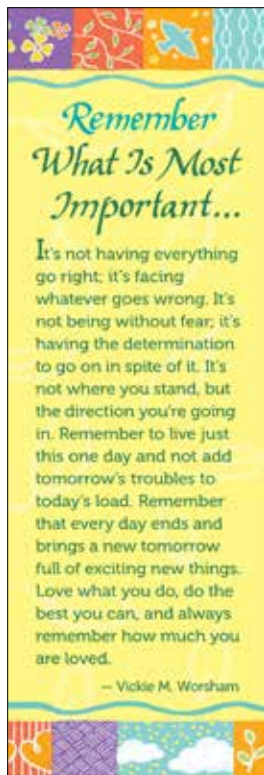 Remember
What Is Most
Important...
It's not having everything
go right; it's facing
whatever goes wrong. It's
not being without fear; it's
having the determination
to go on in spite of it. It's
not where you stand, but
the direction you're going
in. Remember to live just
this one day and not add
tomorrow's troubles to
today's load. Remember
that every day ends and
brings a new tomorrow
full of exciting new things.
Love what you do, do the
best you can, and always
remember how much you
are loved.
— Vickie M. Worsham